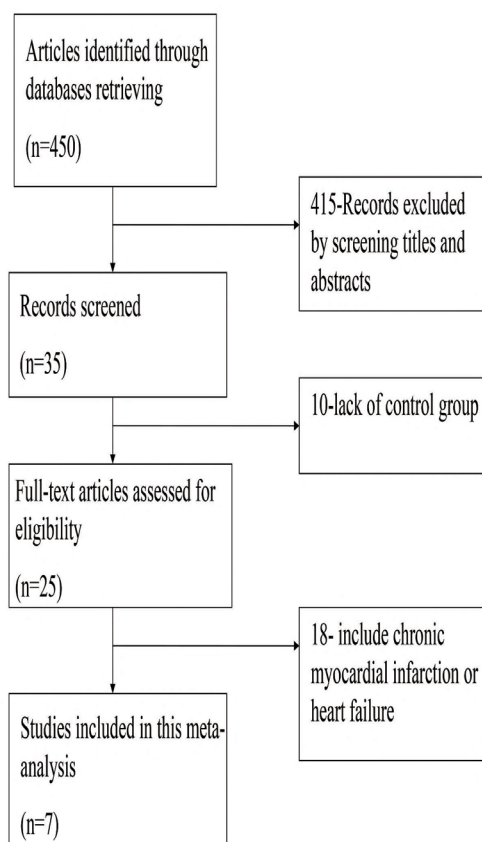 Articles identified through
databases retrieving
(n=450)
415-Records excluded
by screening titles and
abstracts
Records screened
(n=35)
10-lack of control group
Full-text articles assessed for
eligibility
(n=25)
18- include chronic
myocardial infarction or
heart failure
Studies included in this meta-
analysis
(n=7)